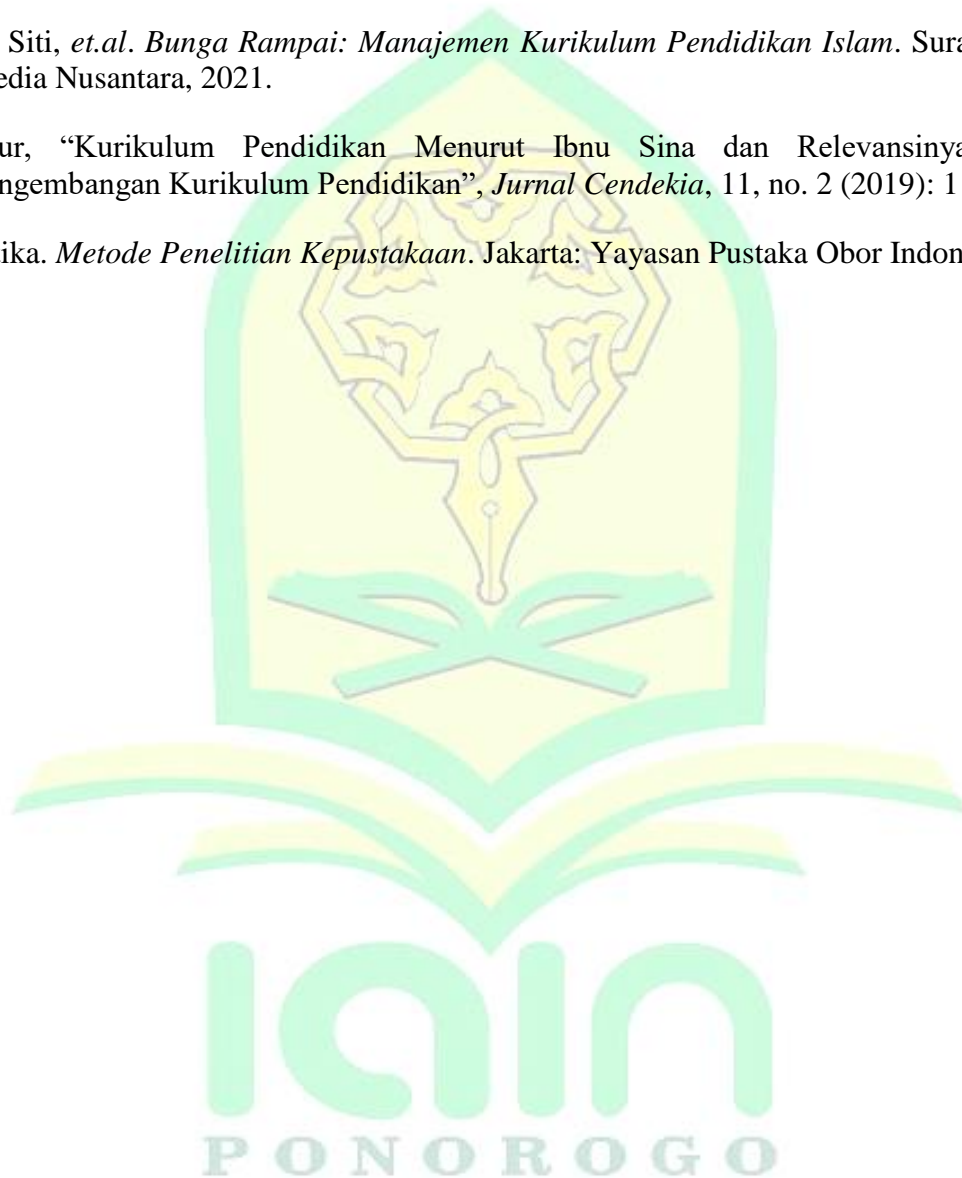 Siti, et.al. Bunga Rampai: Manajemen Kurikulum Pendidikan Islam. Sura
edia Nusantara, 2021.
ur, “Kurikulum Pendidikan Menurut Ibnu Sina dan Relevansinya
ngembangan Kurikulum Pendidikan”, Jurnal Cendekia, 11, no. 2 (2019): 1
ika. Metode Penelitian Kepustakaan. Jakarta: Yayasan Pustaka Obor Indon
iain
PONOROGO